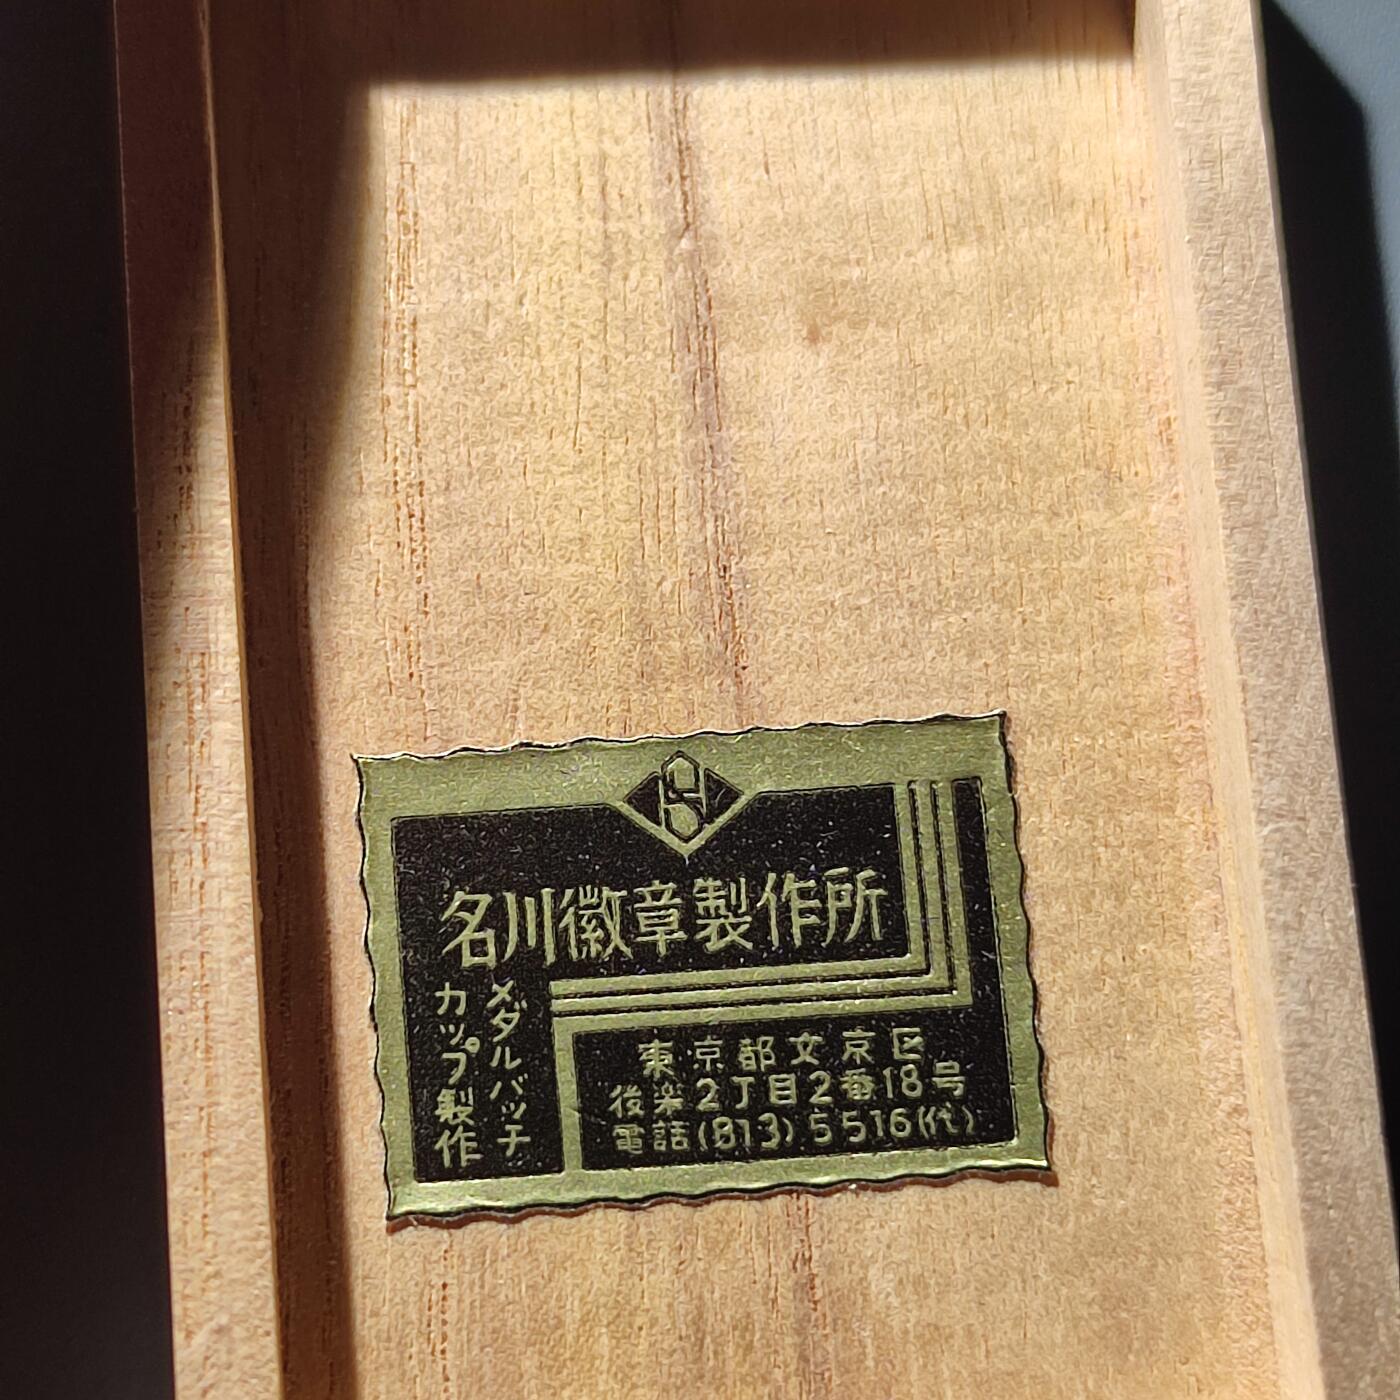 名川徽章製作所
メダルバッチ
カップ製作
東京都文京区
後楽2丁目2番18号
電話(813)5516(代)